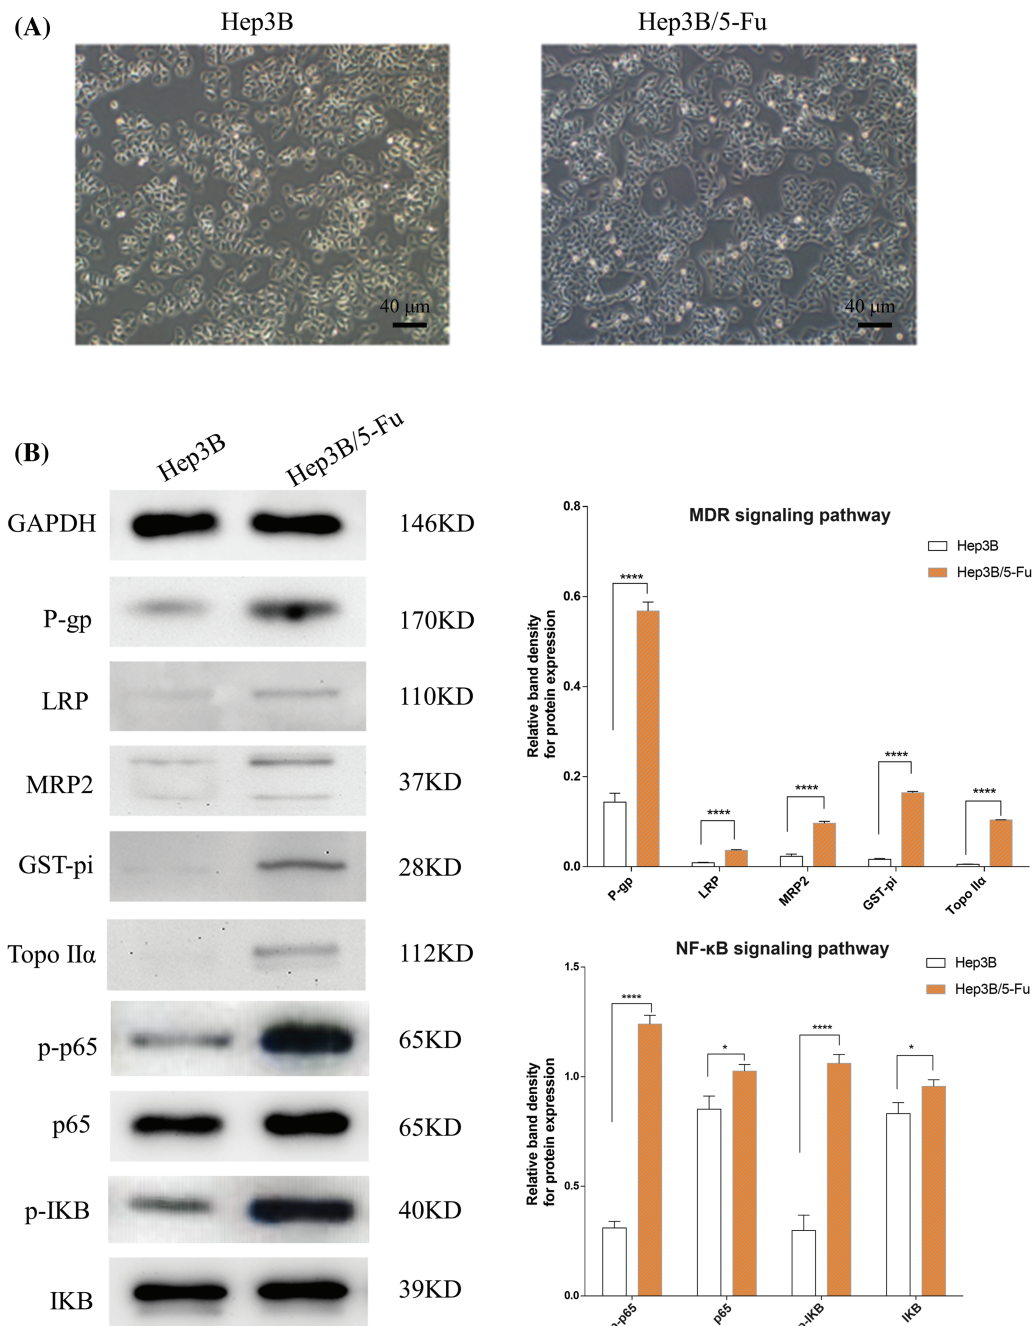 (A)
Hep3B
Hep3B/5-Fu
40 μm
40 μm
(B)
Hep3B
Hep3B/5-Fu
GAPDH
146KD
P-gp
170KD
LRP
110KD
MRP2
37KD
GST-pi
28KD
Topo IIα
112KD
p-p65
65KD
p65
65KD
p-IKB
40KD
IKB
39KD
MDR signaling pathway
Hep3B
Hep3B/5-Fu
Relative band density
for protein expression
0.8
0.6
0.4
0.2
0.0
****
****
****
****
****
P-gp
LRP
MRP2
GST-pi
Topo IIα
NF-κB signaling pathway
Hep3B
Hep3B/5-Fu
Relative band density
for protein expression
1.5
1.0
0.5
0.0
****
*
****
*
p-p65
p65
p-IKB
IKB